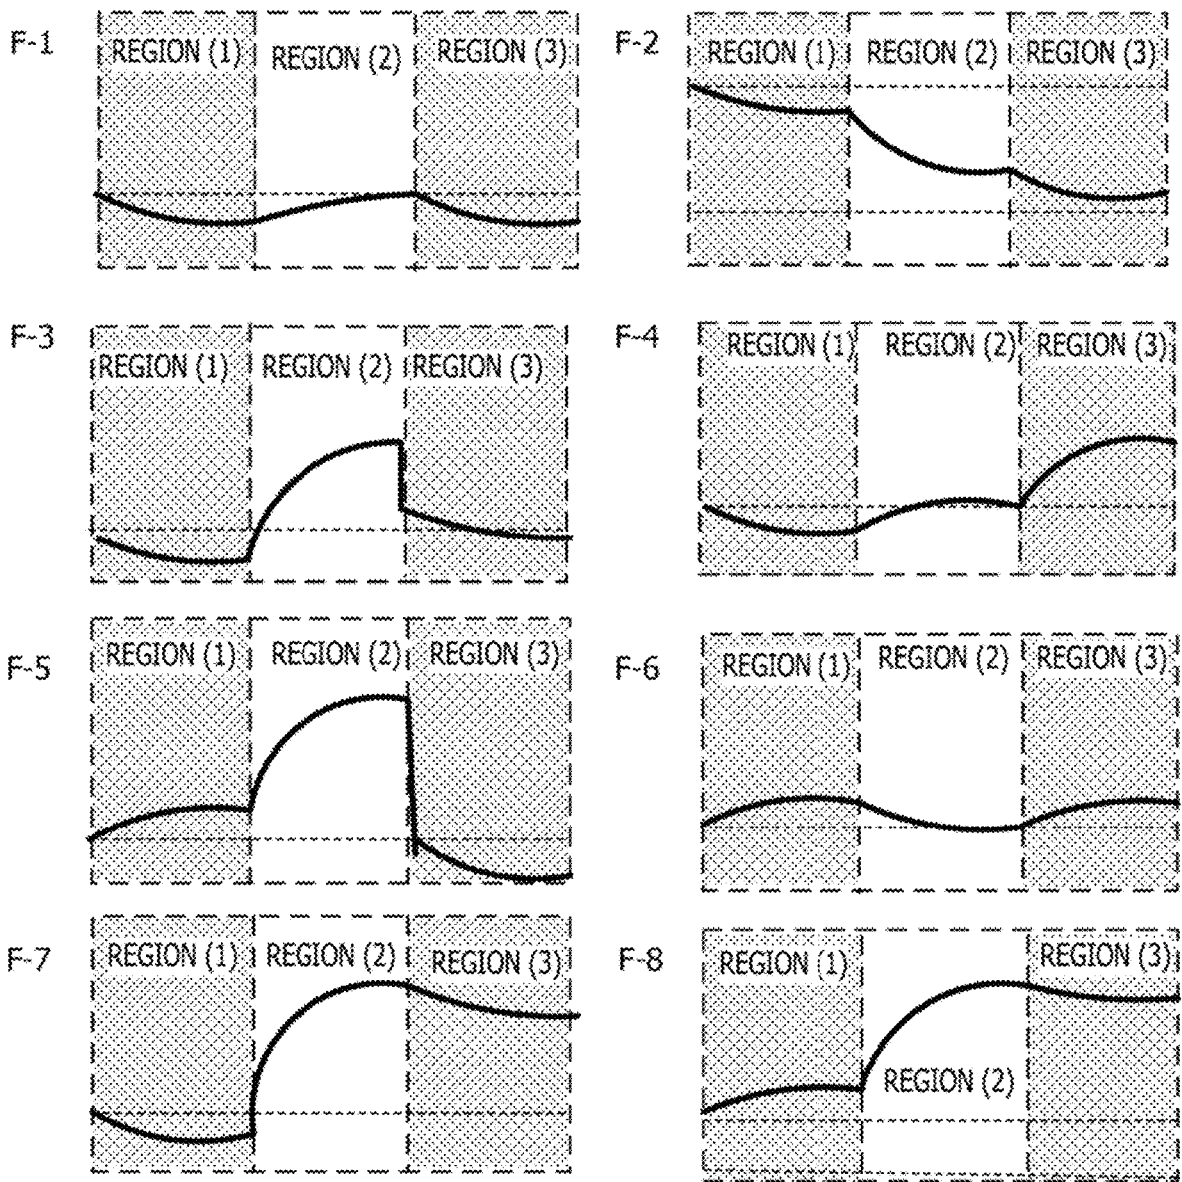 F-1
REGION (1) REGION (2) REGION (3)
F-2
REGION (1) REGION (2) REGION (3)
F-3
REGION (1) REGION (2) REGION (3)
F-4
REGION (1) REGION (2) REGION (3)
F-5
REGION (1) REGION (2) REGION (3)
F-6
REGION (1) REGION (2) REGION (3)
F-7
REGION (1) REGION (2) REGION (3)
F-8
REGION (1) REGION (3)
REGION (2)